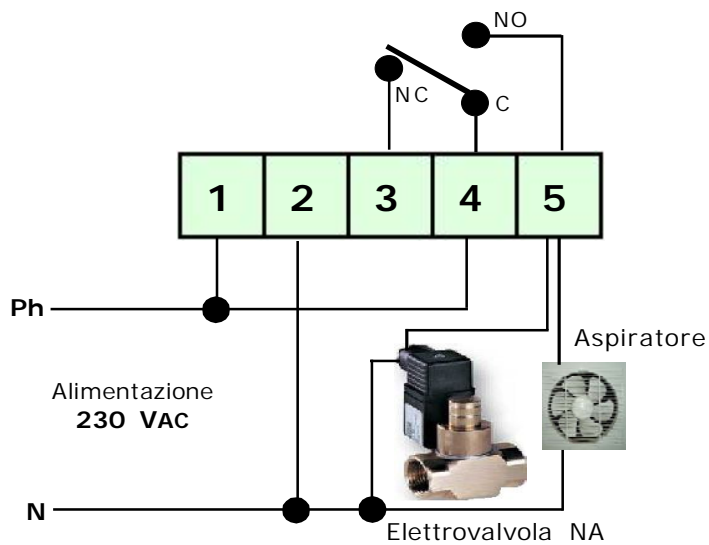 NO
NC
C
1 2 3 4 5
Ph
Aspiratore
Alimentazione
230 VAC
N
Elettrovalvola NA